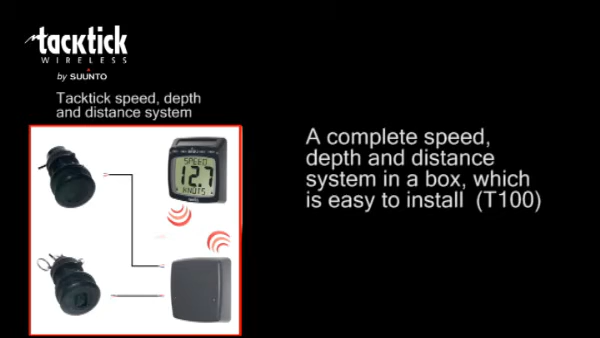 tacktick
WIRELESS
by SUUNTO
Tacktick speed, depth
and distance system
SPEED
12.7
KNOTS
A complete speed,
depth and distance
system in a box, which
is easy to install (T100)